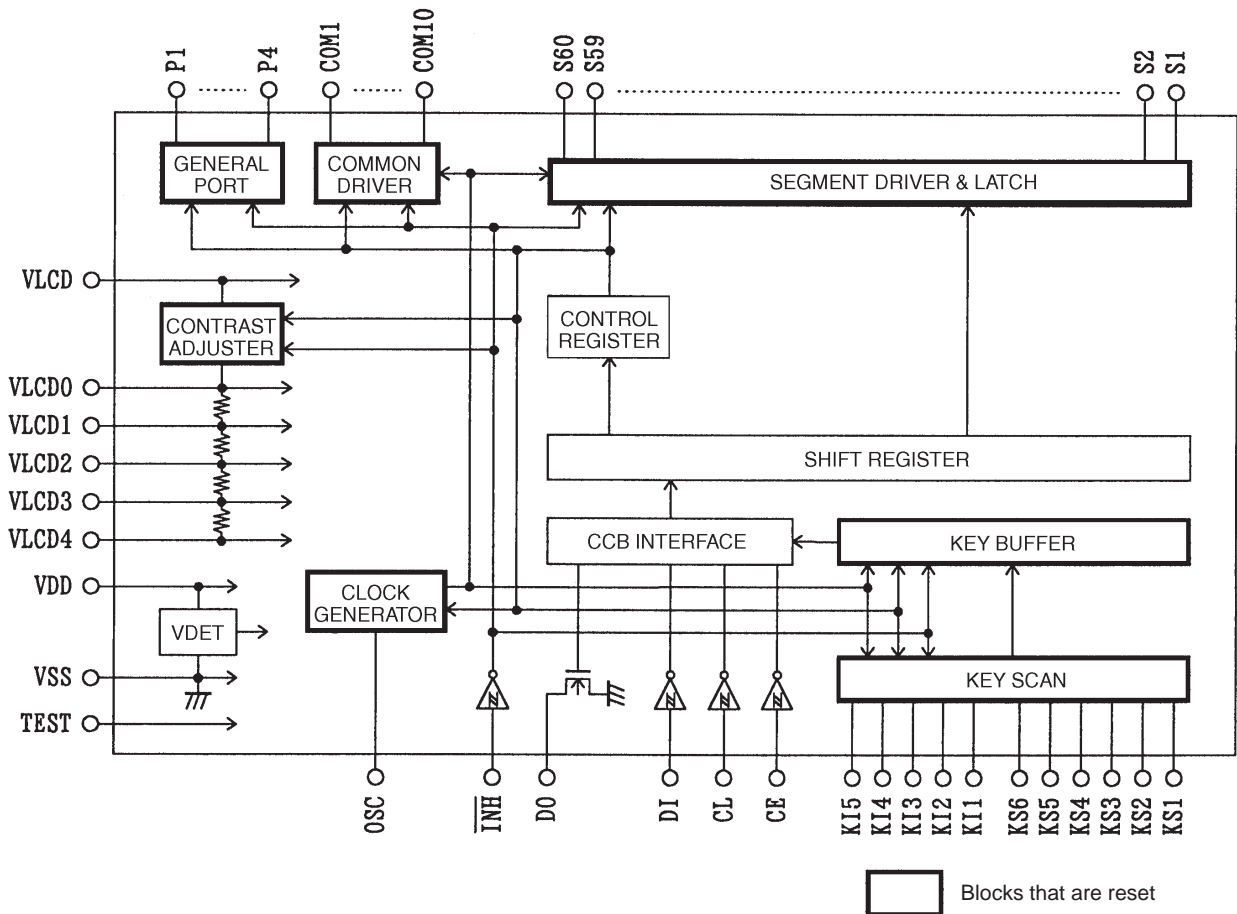 P1
P4
COM1
COM10
S60
S59
S2
S1
GENERAL
PORT
COMMON
DRIVER
SEGMENT DRIVER & LATCH
VLCD
CONTRAST
ADJUSTER
CONTROL
REGISTER
VLCD0
VLCD1
VLCD2
VLCD3
VLCD4
SHIFT REGISTER
CCB INTERFACE
KEY BUFFER
VDD
CLOCK
GENERATOR
VDET
VSS
KEY SCAN
TEST
OSC
INH
DO
DI
CL
CE
KI5
KI4
KI3
KI2
KI1
KS6
KS5
KS4
KS3
KS2
KS1
Blocks that are reset